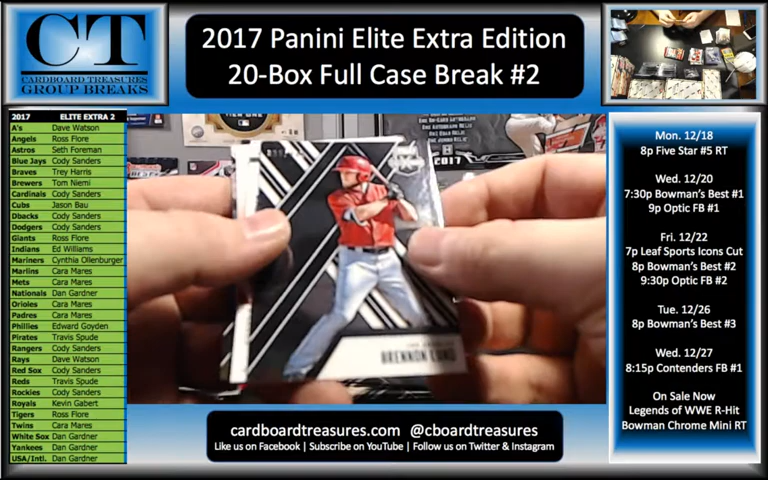 CT
CARDBOARD TREASURES
GROUP BREAKS
2017 Panini Elite Extra Edition
20-Box Full Case Break #2
2017 ELITE EXTRA 2
A's Dave Watson
Angels Ross Flore
Astros Seth Foreman
Blue Jays Cody Sanders
Braves Trey Harris
Brewers Tom Niemi
Cardinals Cody Sanders
Cubs Jason Bau
Dbacks Cody Sanders
Dodgers Cody Sanders
Giants Ross Flore
Indians Ed Williams
Mariners Cynthia Ollenburger
Marlins Cara Mares
Mets Cara Mares
Nationals Dan Gardner
Orioles Cara Mares
Padres Cara Mares
Phillies Edward Goyden
Pirates Travis Spude
Rangers Cody Sanders
Rays Dave Watson
Red Sox Cody Sanders
Reds Travis Spude
Rockies Cody Sanders
Royals Kevin Gabert
Tigers Ross Flore
Twins Cara Mares
White Sox Dan Gardner
Yankees Dan Gardner
USA/Intl. Dan Gardner
2017
BRENNON LUND
Mon. 12/18
8p Five Star #5 RT
Wed. 12/20
7:30p Bowman's Best #1
9p Optic FB #1
Fri. 12/22
7p Leaf Sports Icons Cut
8p Bowman's Best #2
9:30p Optic FB #2
Tue. 12/26
8p Bowman's Best #3
Wed. 12/27
8:15p Contenders FB #1
On Sale Now
Legends of WWE R-Hit
Bowman Chrome Mini RT
cardboardtreasures.com @cboardtreasures
Like us on Facebook | Subscribe on YouTube | Follow us on Twitter & Instagram